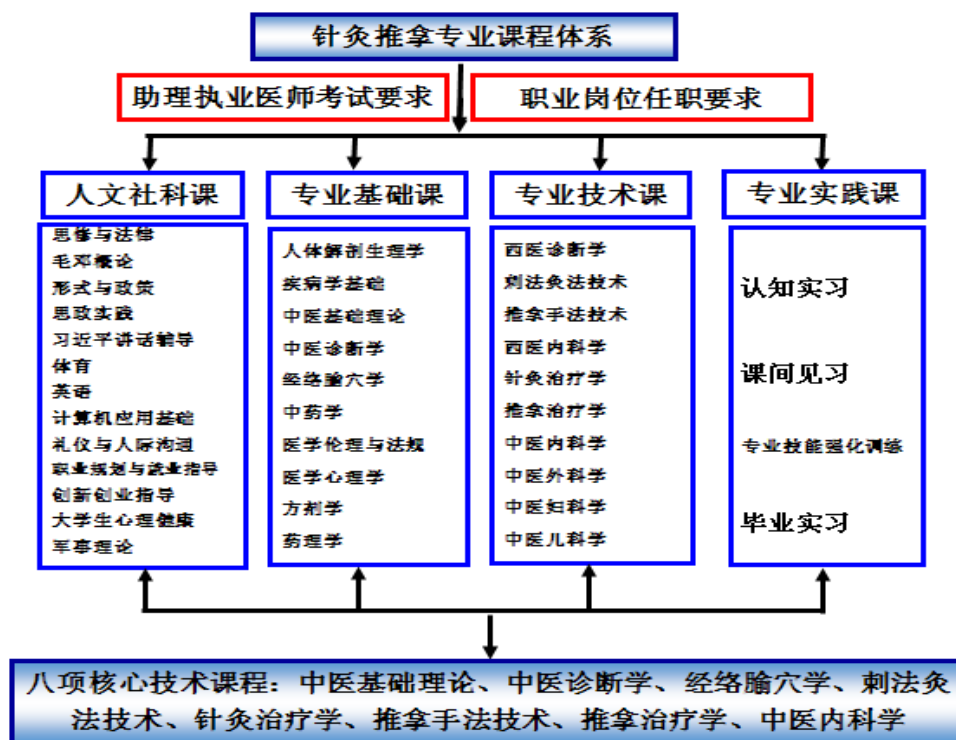 针灸推拿专业课程体系
助理执业医师考试要求
职业岗位任职要求
人文社科课
思修与法律
毛邓概论
形式与政策
思政实践
习近平讲话辅导
体育
英语
计算机应用基础
礼仪与人际沟通
职业规划与就业指导
创新创业指导
大学生心理健康
军事理论
专业基础课
人体解剖生理学
疾病学基础
中医基础理论
中医诊断学
经络腧穴学
中药学
医学伦理与法规
医学心理学
方剂学
药理学
专业技术课
西医诊断学
刺法灸法技术
推拿手法技术
西医内科学
针灸治疗学
推拿治疗学
中医内科学
中医外科学
中医妇科学
中医儿科学
专业实践课
认知实习
课间见习
专业技能强化训练
毕业实习
八项核心技术课程：中医基础理论、中医诊断学、经络腧穴学、刺法灸
法技术、针灸治疗学、推拿手法技术、推拿治疗学、中医内科学